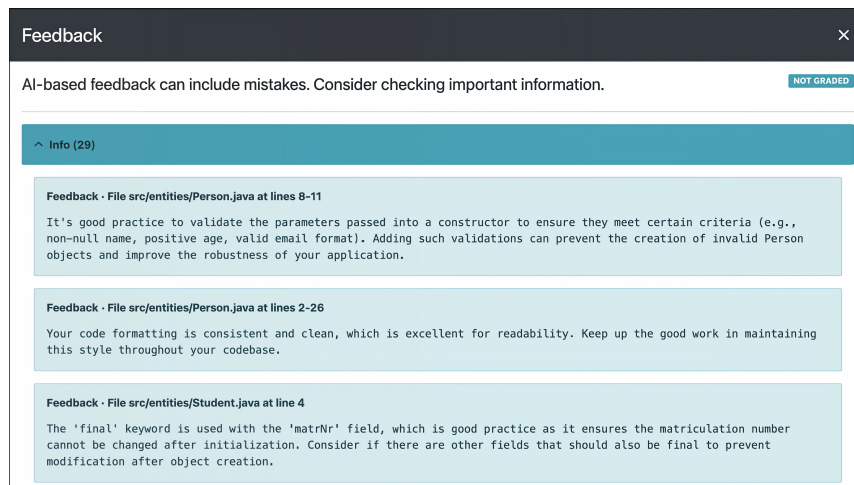 Feedback
AI-based feedback can include mistakes. Consider checking important information.
NOT GRADED
Info (29)
Feedback · File src/entities/Person.java at lines 8-11
It's good practice to validate the parameters passed into a constructor to ensure they meet certain criteria (e.g.,
non-null name, positive age, valid email format). Adding such validations can prevent the creation of invalid Person
objects and improve the robustness of your application.
Feedback · File src/entities/Person.java at lines 2-26
Your code formatting is consistent and clean, which is excellent for readability. Keep up the good work in maintaining
this style throughout your codebase.
Feedback · File src/entities/Student.java at line 4
The 'final' keyword is used with the 'matrNr' field, which is good practice as it ensures the matriculation number
cannot be changed after initialization. Consider if there are other fields that should also be final to prevent
modification after object creation.